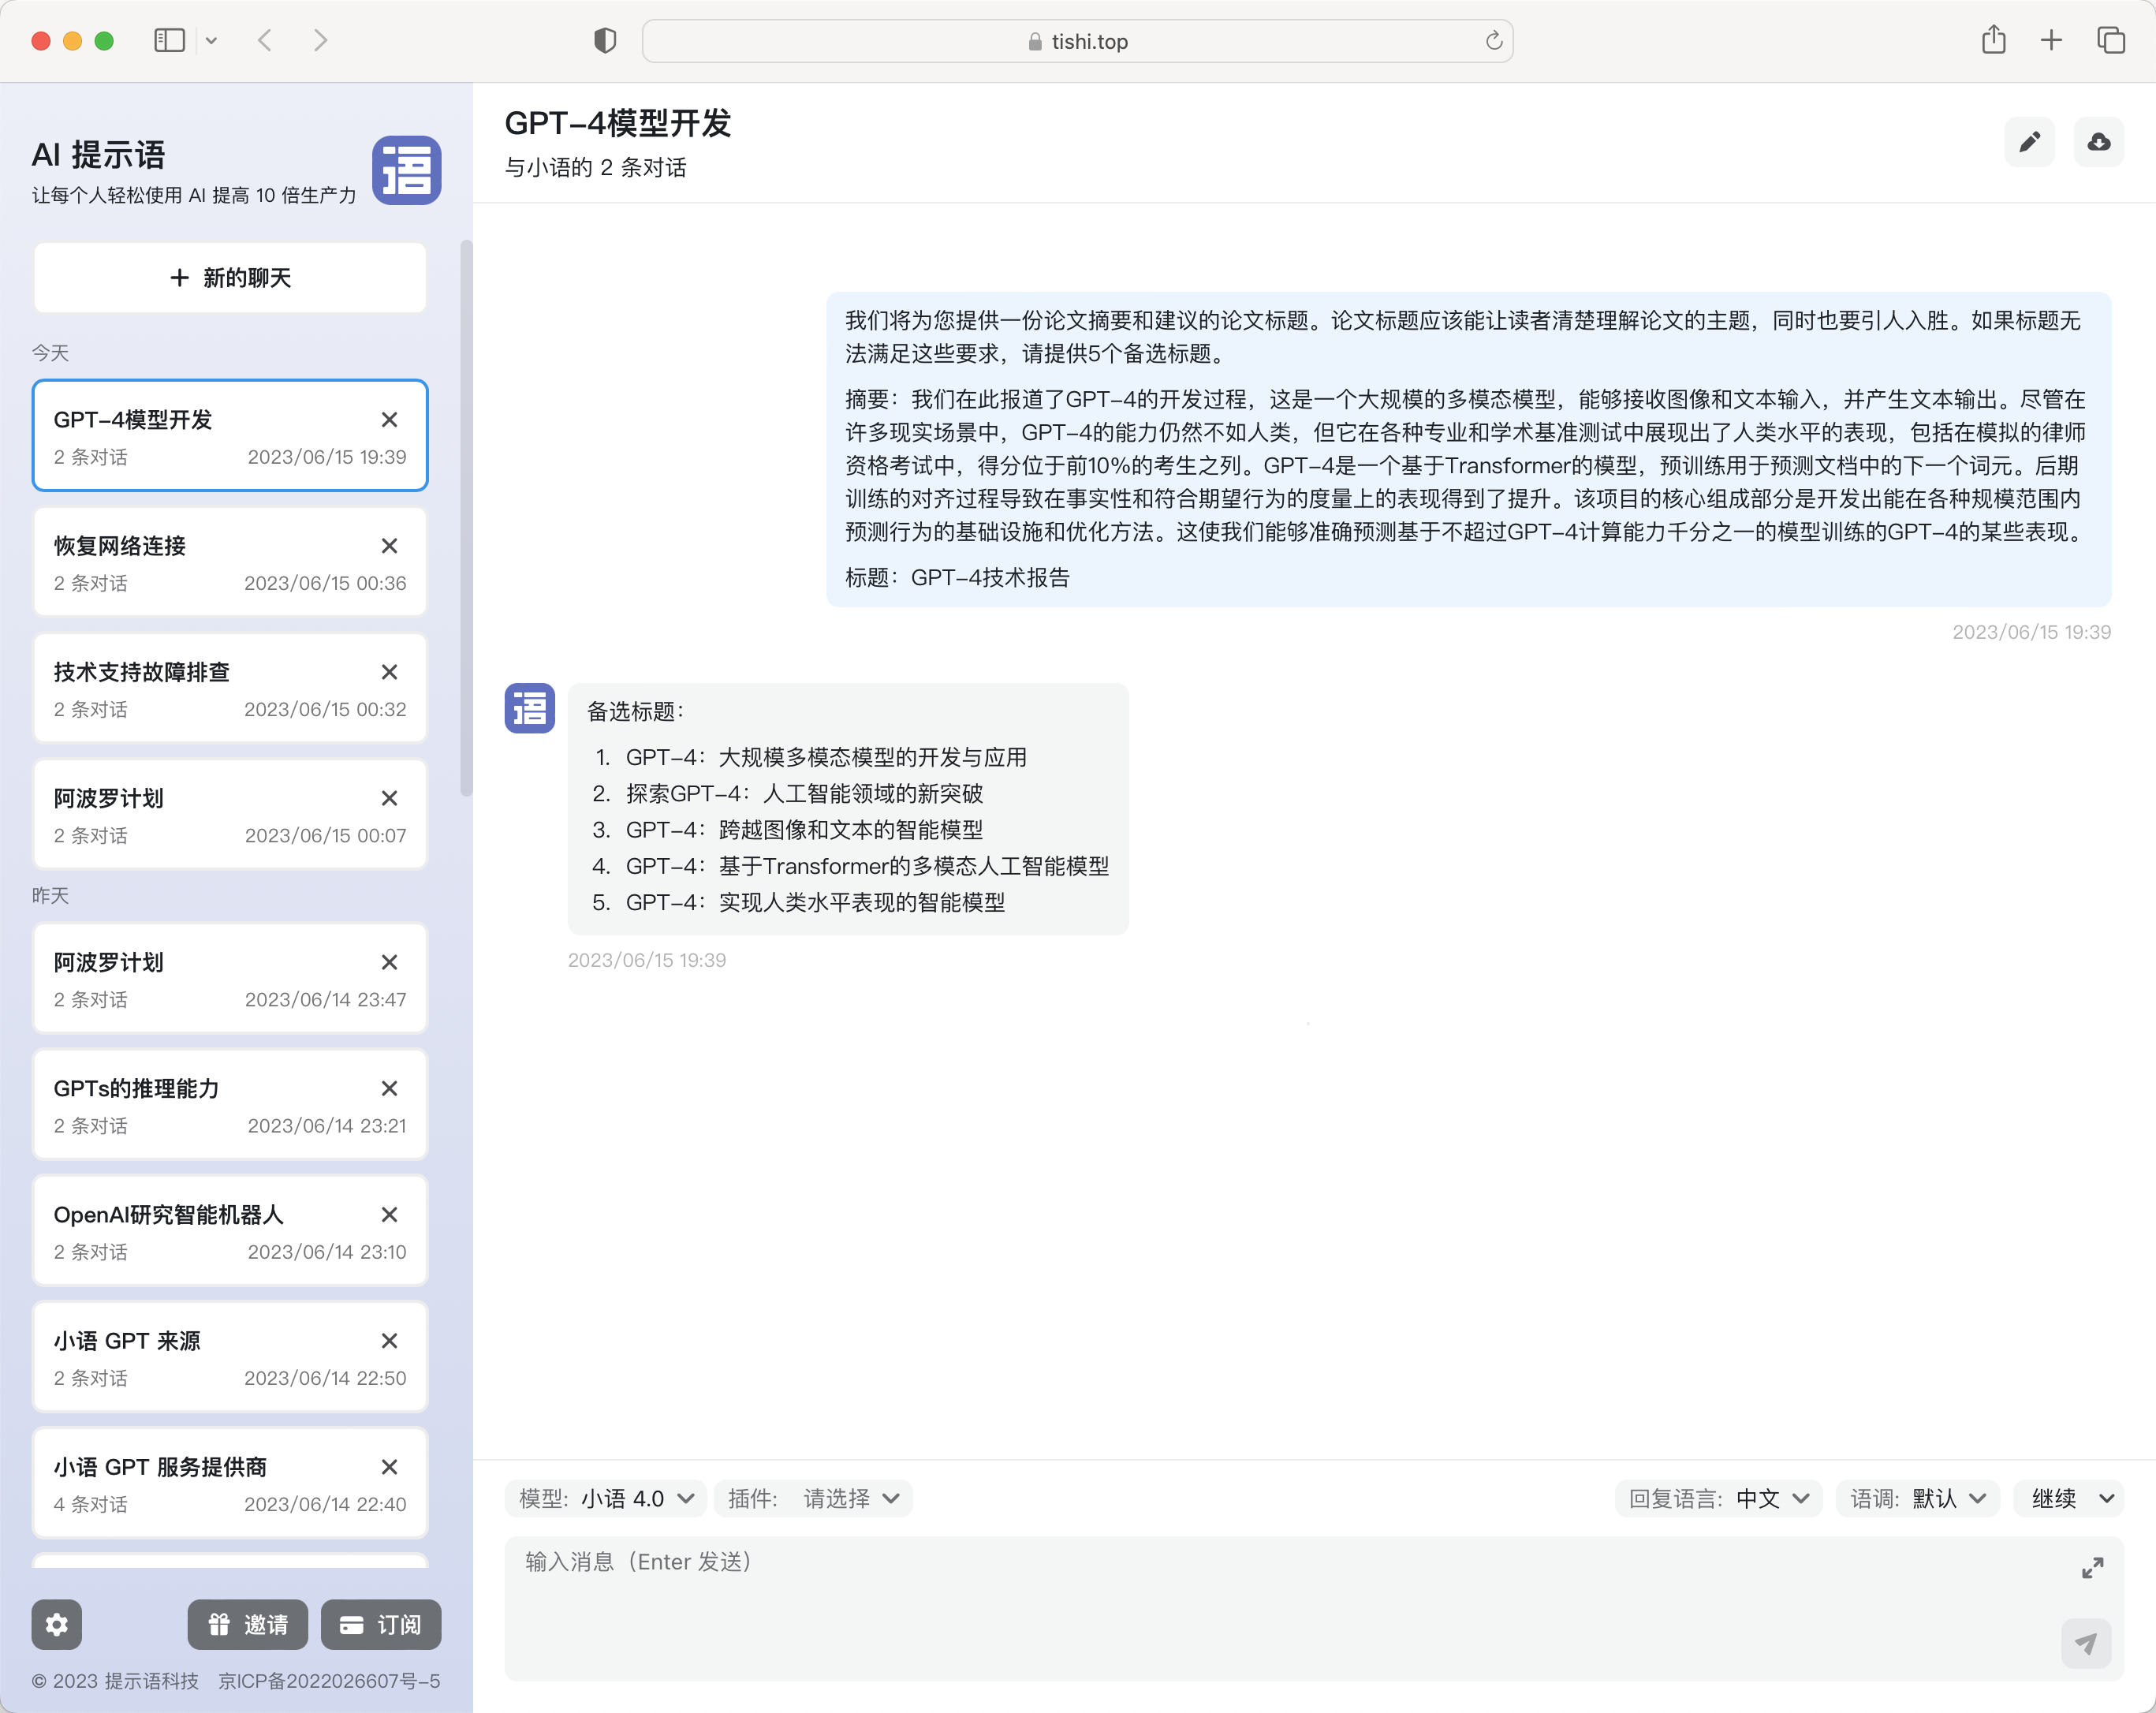 tishi.top
AI 提示语
让每个人轻松使用 AI 提高 10 倍生产力
语
+ 新的聊天
今天
GPT-4模型开发
2 条对话 2023/06/15 19:39
恢复网络连接
2 条对话 2023/06/15 00:36
技术支持故障排查
2 条对话 2023/06/15 00:32
阿波罗计划
2 条对话 2023/06/15 00:07
昨天
阿波罗计划
2 条对话 2023/06/14 23:47
GPTs的推理能力
2 条对话 2023/06/14 23:21
OpenAI研究智能机器人
2 条对话 2023/06/14 23:10
小语 GPT 来源
2 条对话 2023/06/14 22:50
小语 GPT 服务提供商
4 条对话 2023/06/14 22:40
邀请 订阅
© 2023 提示语科技 京ICP备2022026607号-5
GPT-4模型开发
与小语的 2 条对话
我们将为您提供一份论文摘要和建议的论文标题。论文标题应该能让读者清楚理解论文的主题，同时也要引人入胜。如果标题无
法满足这些要求，请提供5个备选标题。
摘要：我们在此报道了GPT-4的开发过程，这是一个大规模的多模态模型，能够接收图像和文本输入，并产生文本输出。尽管在
许多现实场景中，GPT-4的能力仍然不如人类，但它在各种专业和学术基准测试中展现出了人类水平的表现，包括在模拟的律师
资格考试中，得分位于前10%的考生之列。GPT-4是一个基于Transformer的模型，预训练用于预测文档中的下一个词元。后期
训练的对齐过程导致在事实性和符合期望行为的度量上的表现得到了提升。该项目的核心组成部分是开发出能在各种规模范围内
预测行为的基础设施和优化方法。这使我们能够准确预测基于不超过GPT-4计算能力千分之一的模型训练的GPT-4的某些表现。
标题：GPT-4技术报告
2023/06/15 19:39
语
备选标题：
1. GPT-4：大规模多模态模型的开发与应用
2. 探索GPT-4：人工智能领域的新突破
3. GPT-4：跨越图像和文本的智能模型
4. GPT-4：基于Transformer的多模态人工智能模型
5. GPT-4：实现人类水平表现的智能模型
2023/06/15 19:39
模型: 小语 4.0 插件: 请选择 回复语言: 中文 语调: 默认 继续
输入消息（Enter 发送）